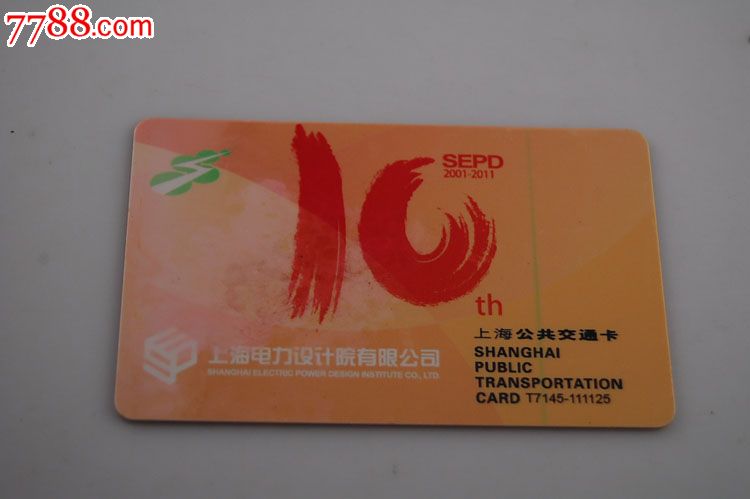 7788.com
SEPD
2001-2011
10
th
上海电力设计院有限公司
SHANGHAI ELECTRIC POWER DESIGN INSTITUTE CO., LTD.
上海公共交通卡
SHANGHAI
PUBLIC
TRANSPORTATION
CARD T7145-111125